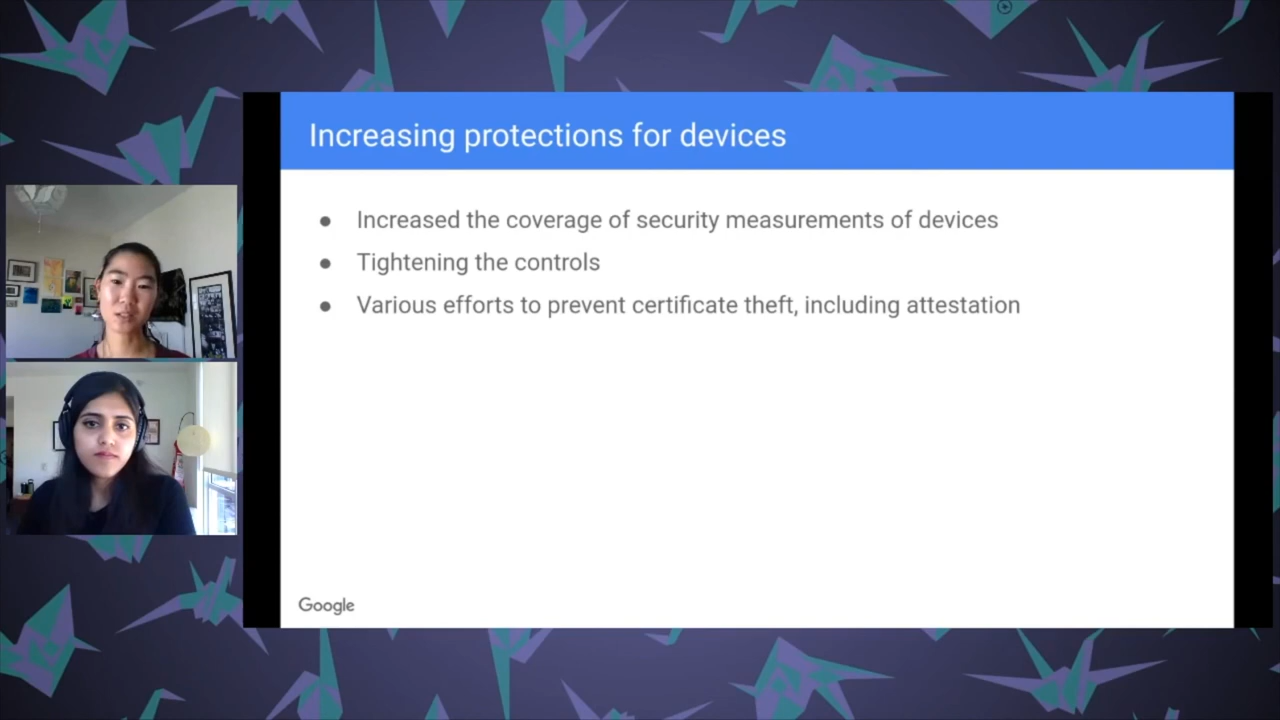 Increasing protections for devices
● Increased the coverage of security measurements of devices
● Tightening the controls
● Various efforts to prevent certificate theft, including attestation
Google